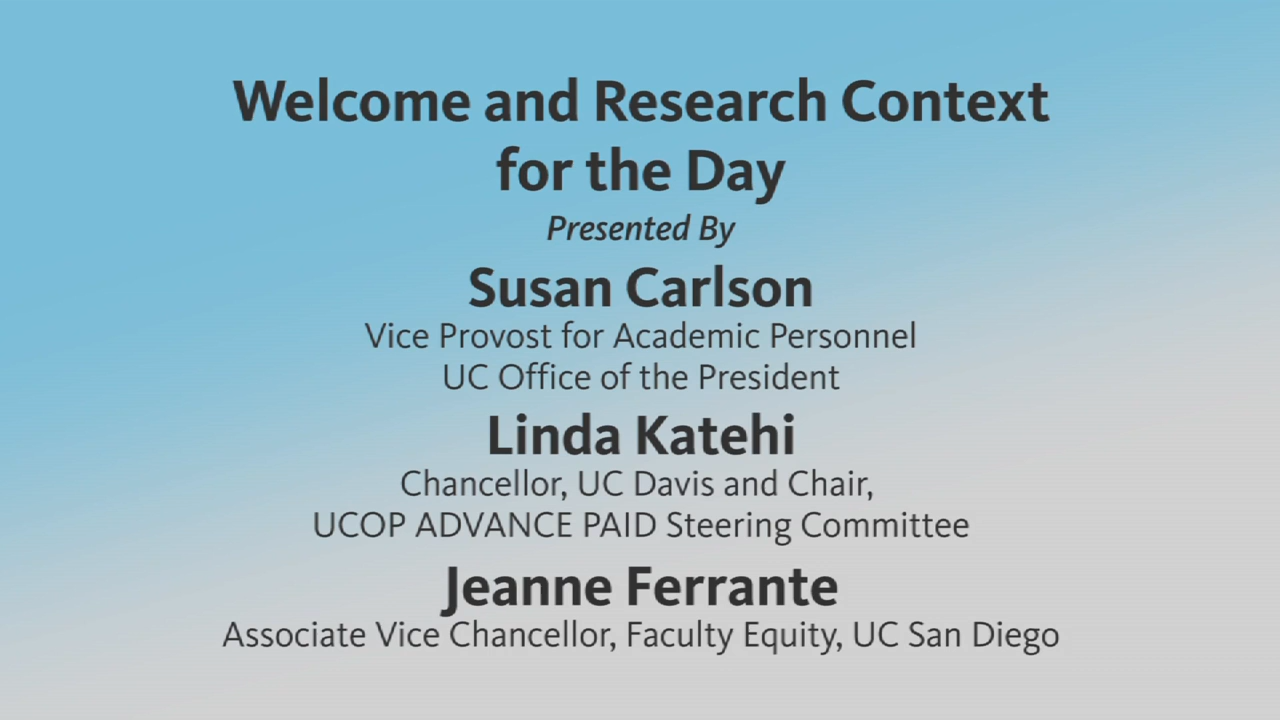 Welcome and Research Context
for the Day
Presented By
Susan Carlson
Vice Provost for Academic Personnel
UC Office of the President
Linda Katehi
Chancellor, UC Davis and Chair,
UCOP ADVANCE PAID Steering Committee
Jeanne Ferrante
Associate Vice Chancellor, Faculty Equity, UC San Diego